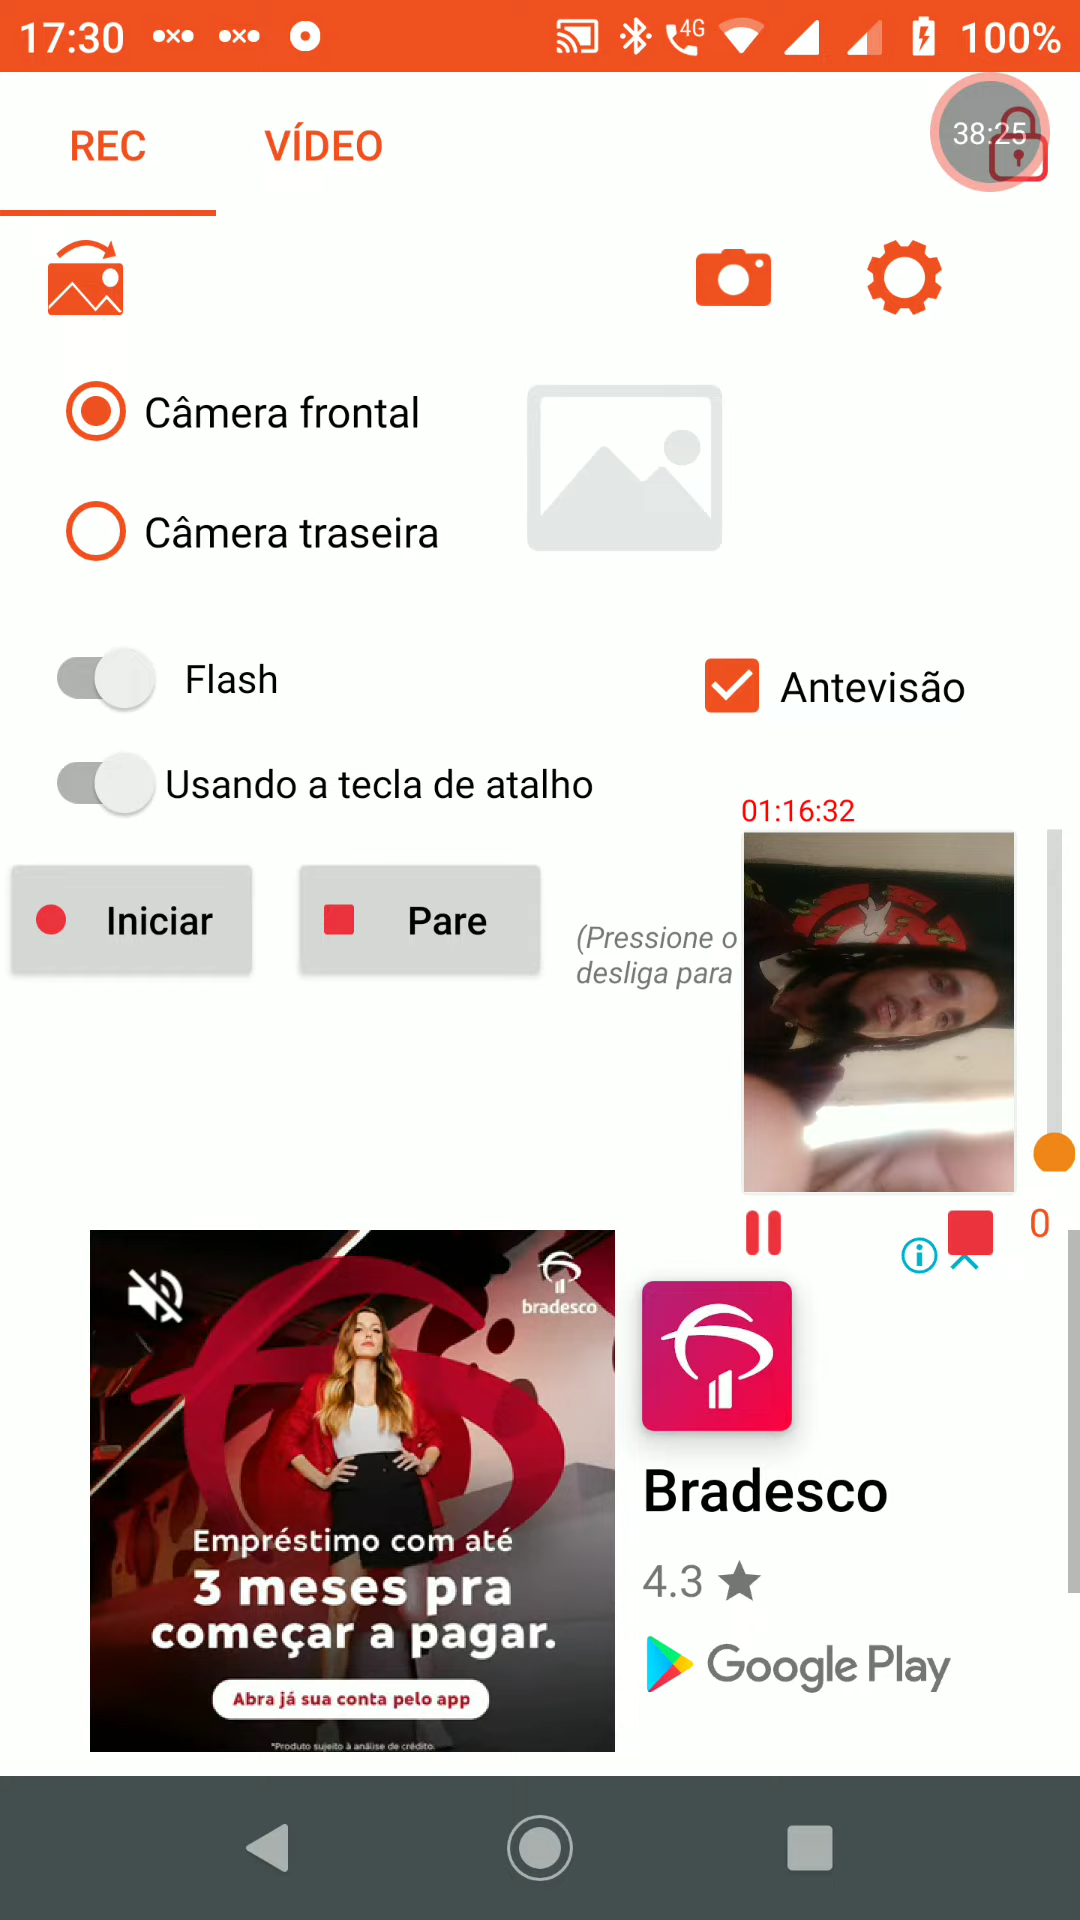 17:30
4G
100%
REC
VÍDEO
38:25
Câmera frontal
Câmera traseira
Flash
Antevisão
Usando a tecla de atalho
01:16:32
Iniciar
Pare
(Pressione o
desliga para
0
bradesco
Empréstimo com até
3 meses pra
começar a pagar.
Abra já sua conta pelo app
*Produto sujeito à análise de crédito.
Bradesco
4.3
Google Play